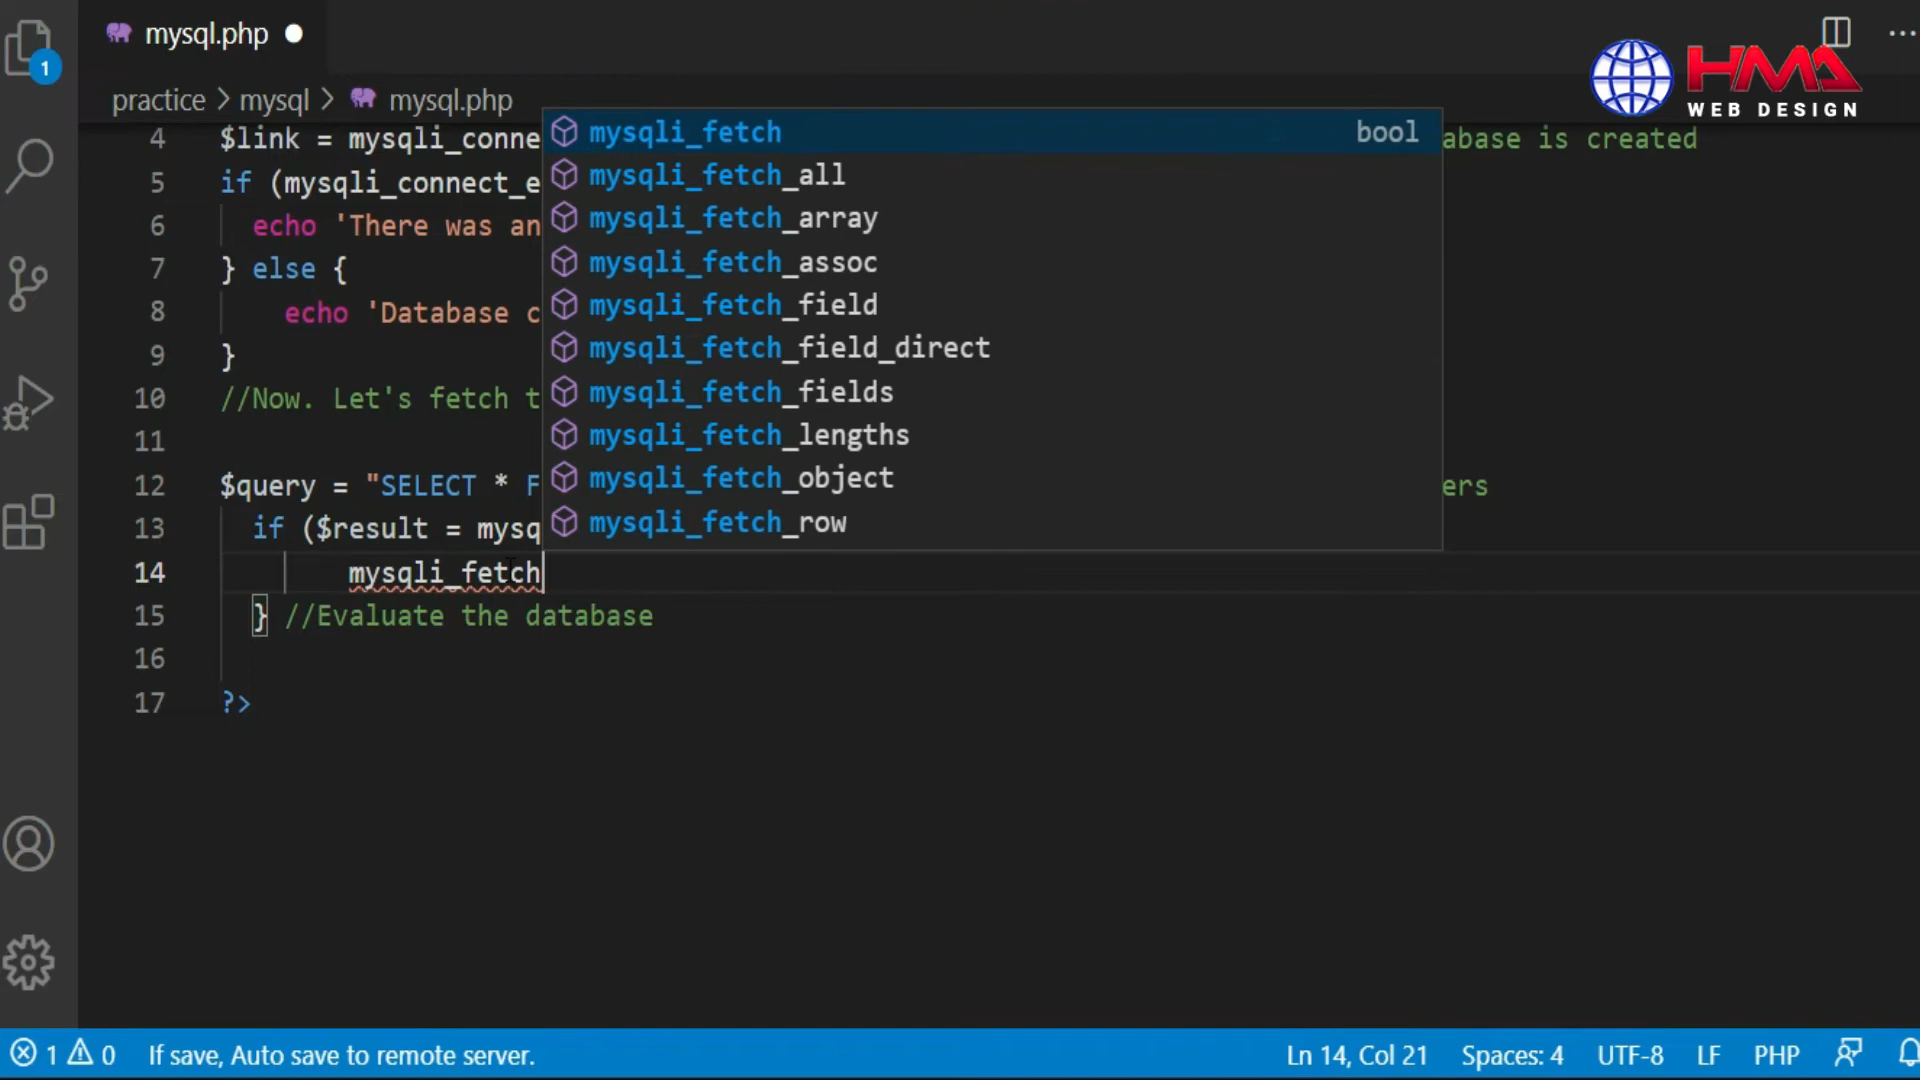 mysql.php
1
practice > mysql > mysql.php
HMA
WEB DESIGN
4 $link = mysqli_conne
abase is created
5 if (mysqli_connect_e
6 echo 'There was an
7 } else {
8 echo 'Database c
9 }
10 //Now. Let's fetch t
11
12 $query = "SELECT * F
ers
13 if ($result = mysq
14 mysqli_fetch
15 } //Evaluate the database
16
17 ?>
mysqli_fetch bool
mysqli_fetch_all
mysqli_fetch_array
mysqli_fetch_assoc
mysqli_fetch_field
mysqli_fetch_field_direct
mysqli_fetch_fields
mysqli_fetch_lengths
mysqli_fetch_object
mysqli_fetch_row
1 0 If save, Auto save to remote server. Ln 14, Col 21 Spaces: 4 UTF-8 LF PHP